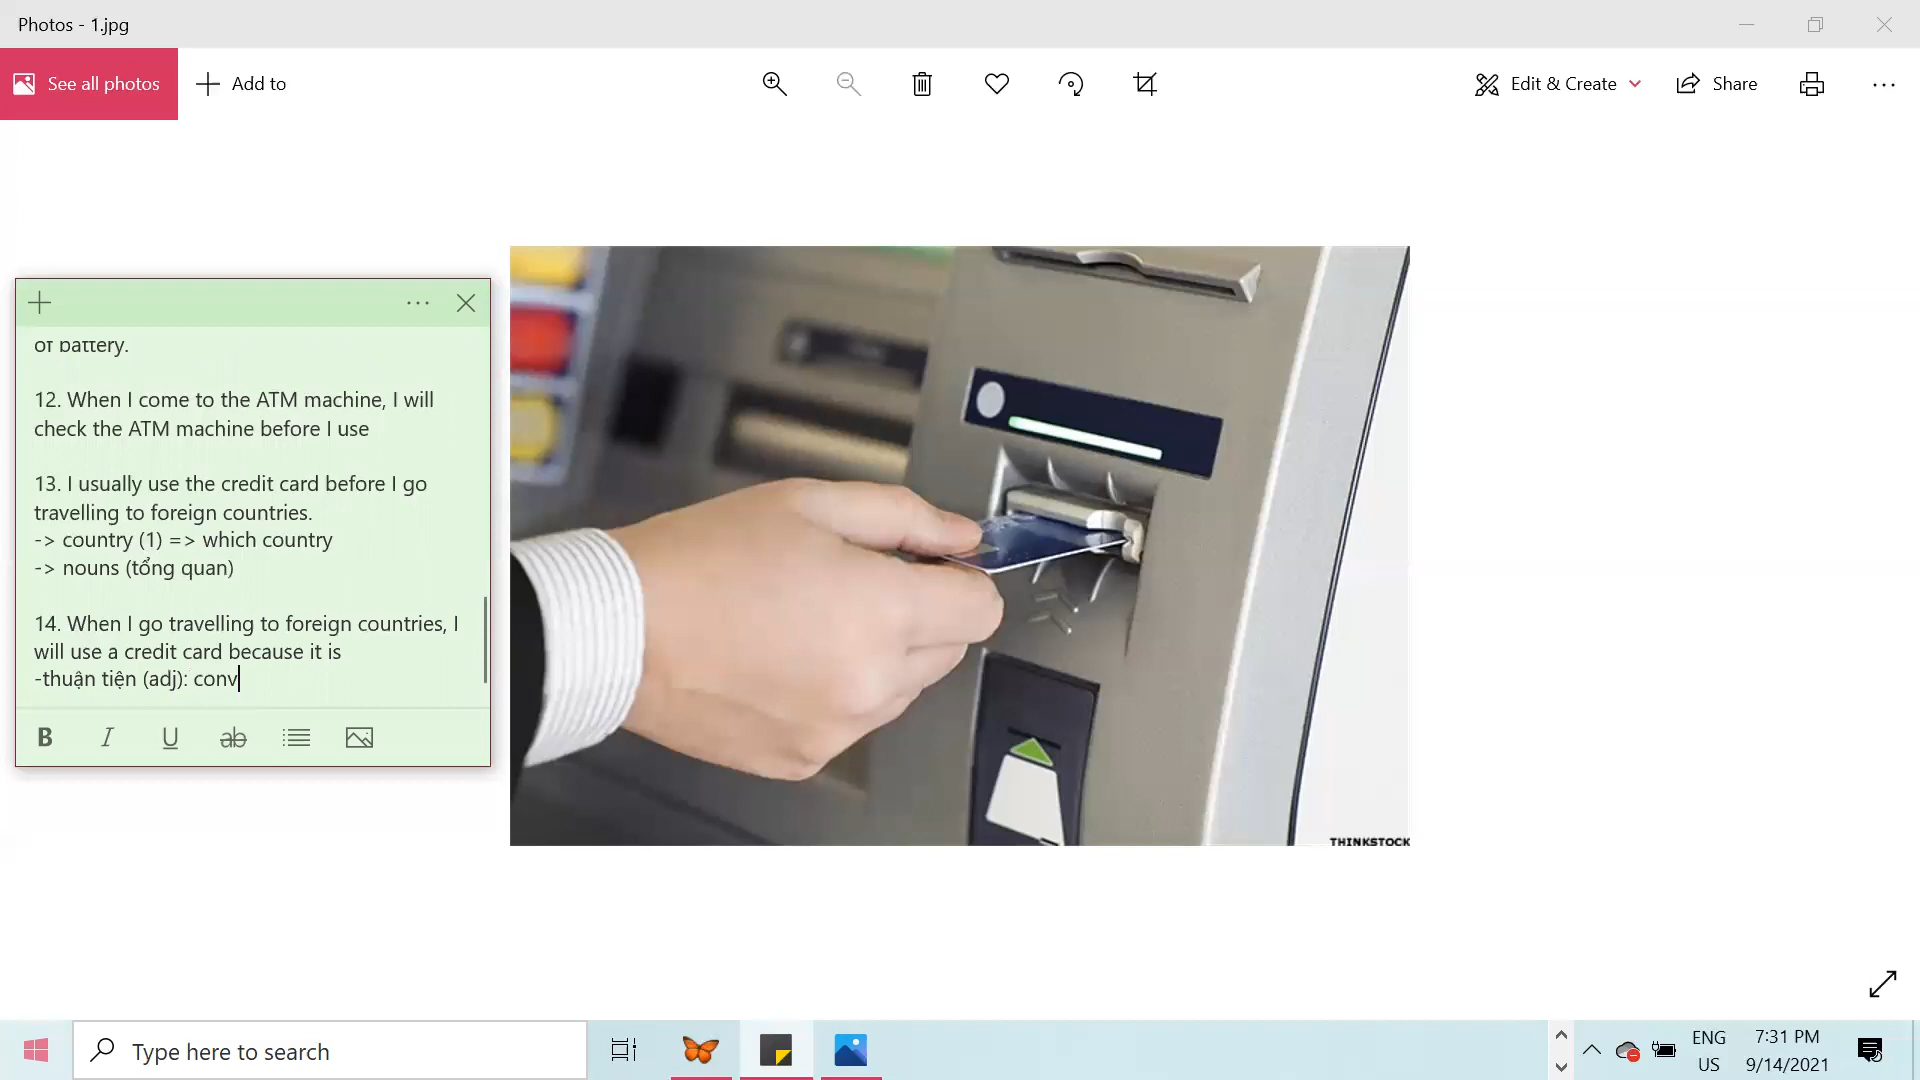 Photos - 1.jpg
See all photos
Add to
Edit & Create
Share
of battery.
12. When I come to the ATM machine, I will
check the ATM machine before I use
13. I usually use the credit card before I go
travelling to foreign countries.
-> country (1) => which country
-> nouns (tổng quan)
14. When I go travelling to foreign countries, I
will use a credit card because it is
-thuận tiện (adj): conv
B I U ab
THINKSTOCK
Type here to search
ENG
US
7:31 PM
9/14/2021